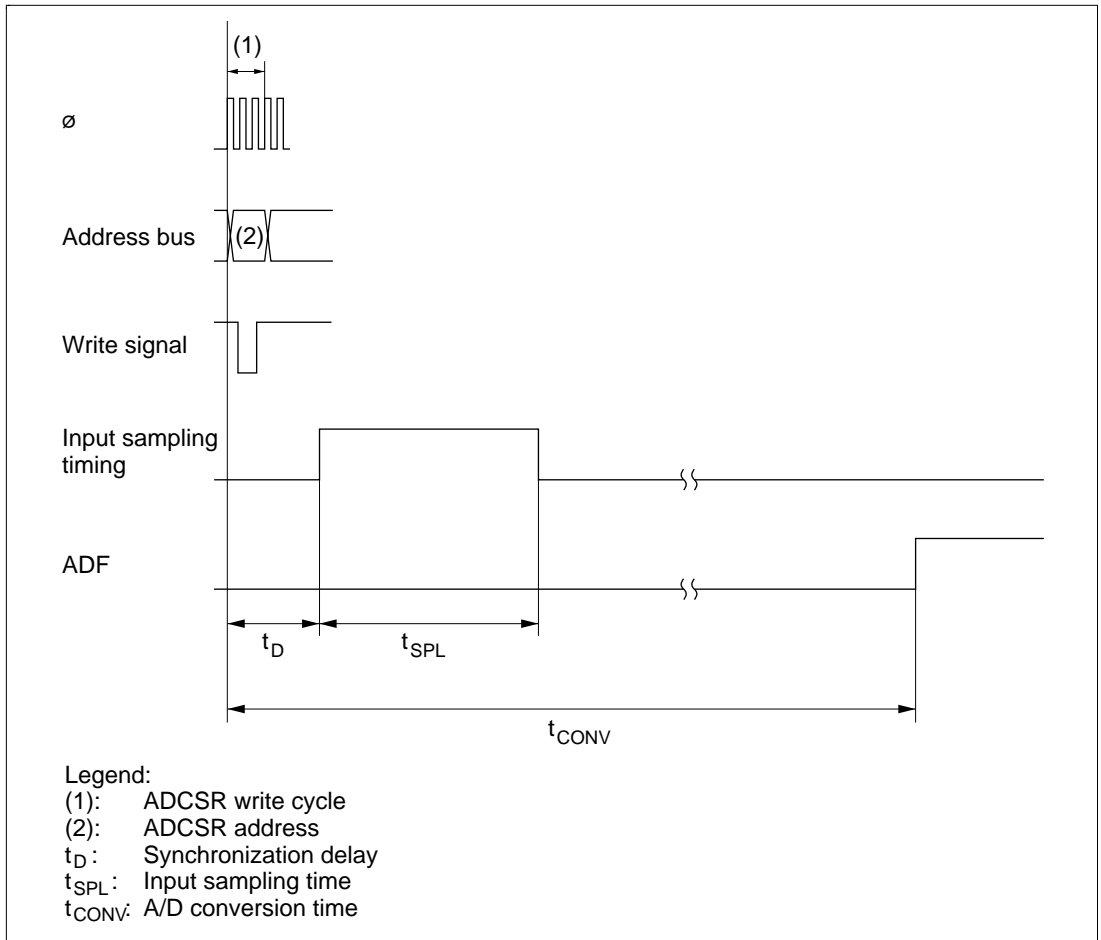 (1)
ø
Address bus
(2)
Write signal
Input sampling
timing
ADF
tD
tSPL
tCONV
Legend:
(1): ADCSR write cycle
(2): ADCSR address
tD : Synchronization delay
tSPL : Input sampling time
tCONV: A/D conversion time